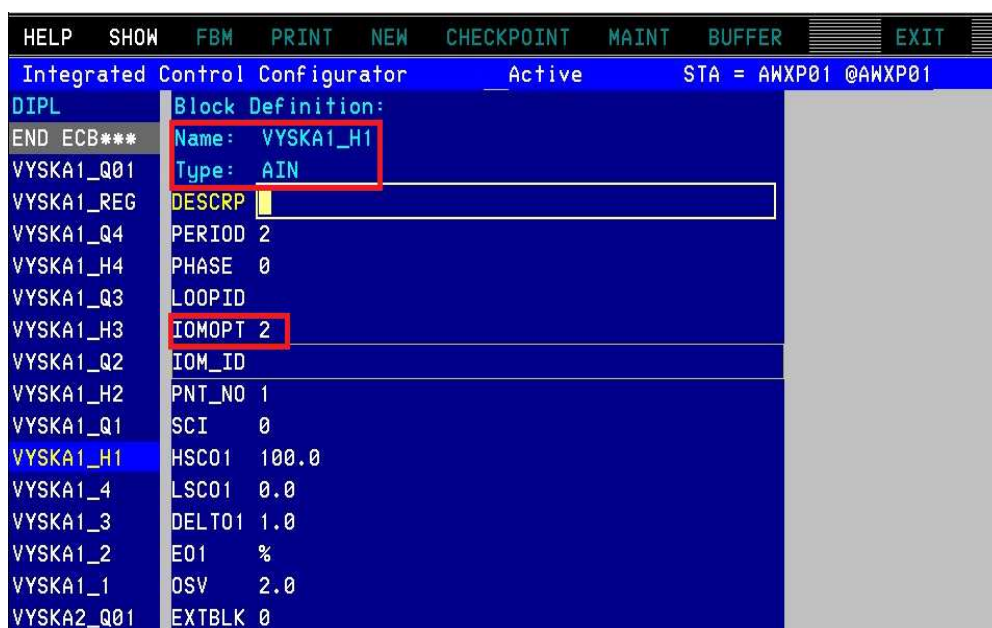 HELP SHOW FBM PRINT NEW CHECKPOINT MAINT BUFFER EXIT
Integrated Control Configurator Active STA = AWXP01 @AWXP01
DIPL Block Definition:
END ECB*** Name: VYSKA1_H1
VYSKA1_Q01 Type: AIN
VYSKA1_REG DESCRP
VYSKA1_Q4 PERIOD 2
VYSKA1_H4 PHASE 0
VYSKA1_Q3 LOOPID
VYSKA1_H3 IOMOPT 2
VYSKA1_Q2 IOM_ID
VYSKA1_H2 PNT_NO 1
VYSKA1_Q1 SCI 0
VYSKA1_H1 HSCO1 100.0
VYSKA1_4 LSCO1 0.0
VYSKA1_3 DELTO1 1.0
VYSKA1_2 EO1 %
VYSKA1_1 OSV 2.0
VYSKA2_Q01 EXTBLK 0